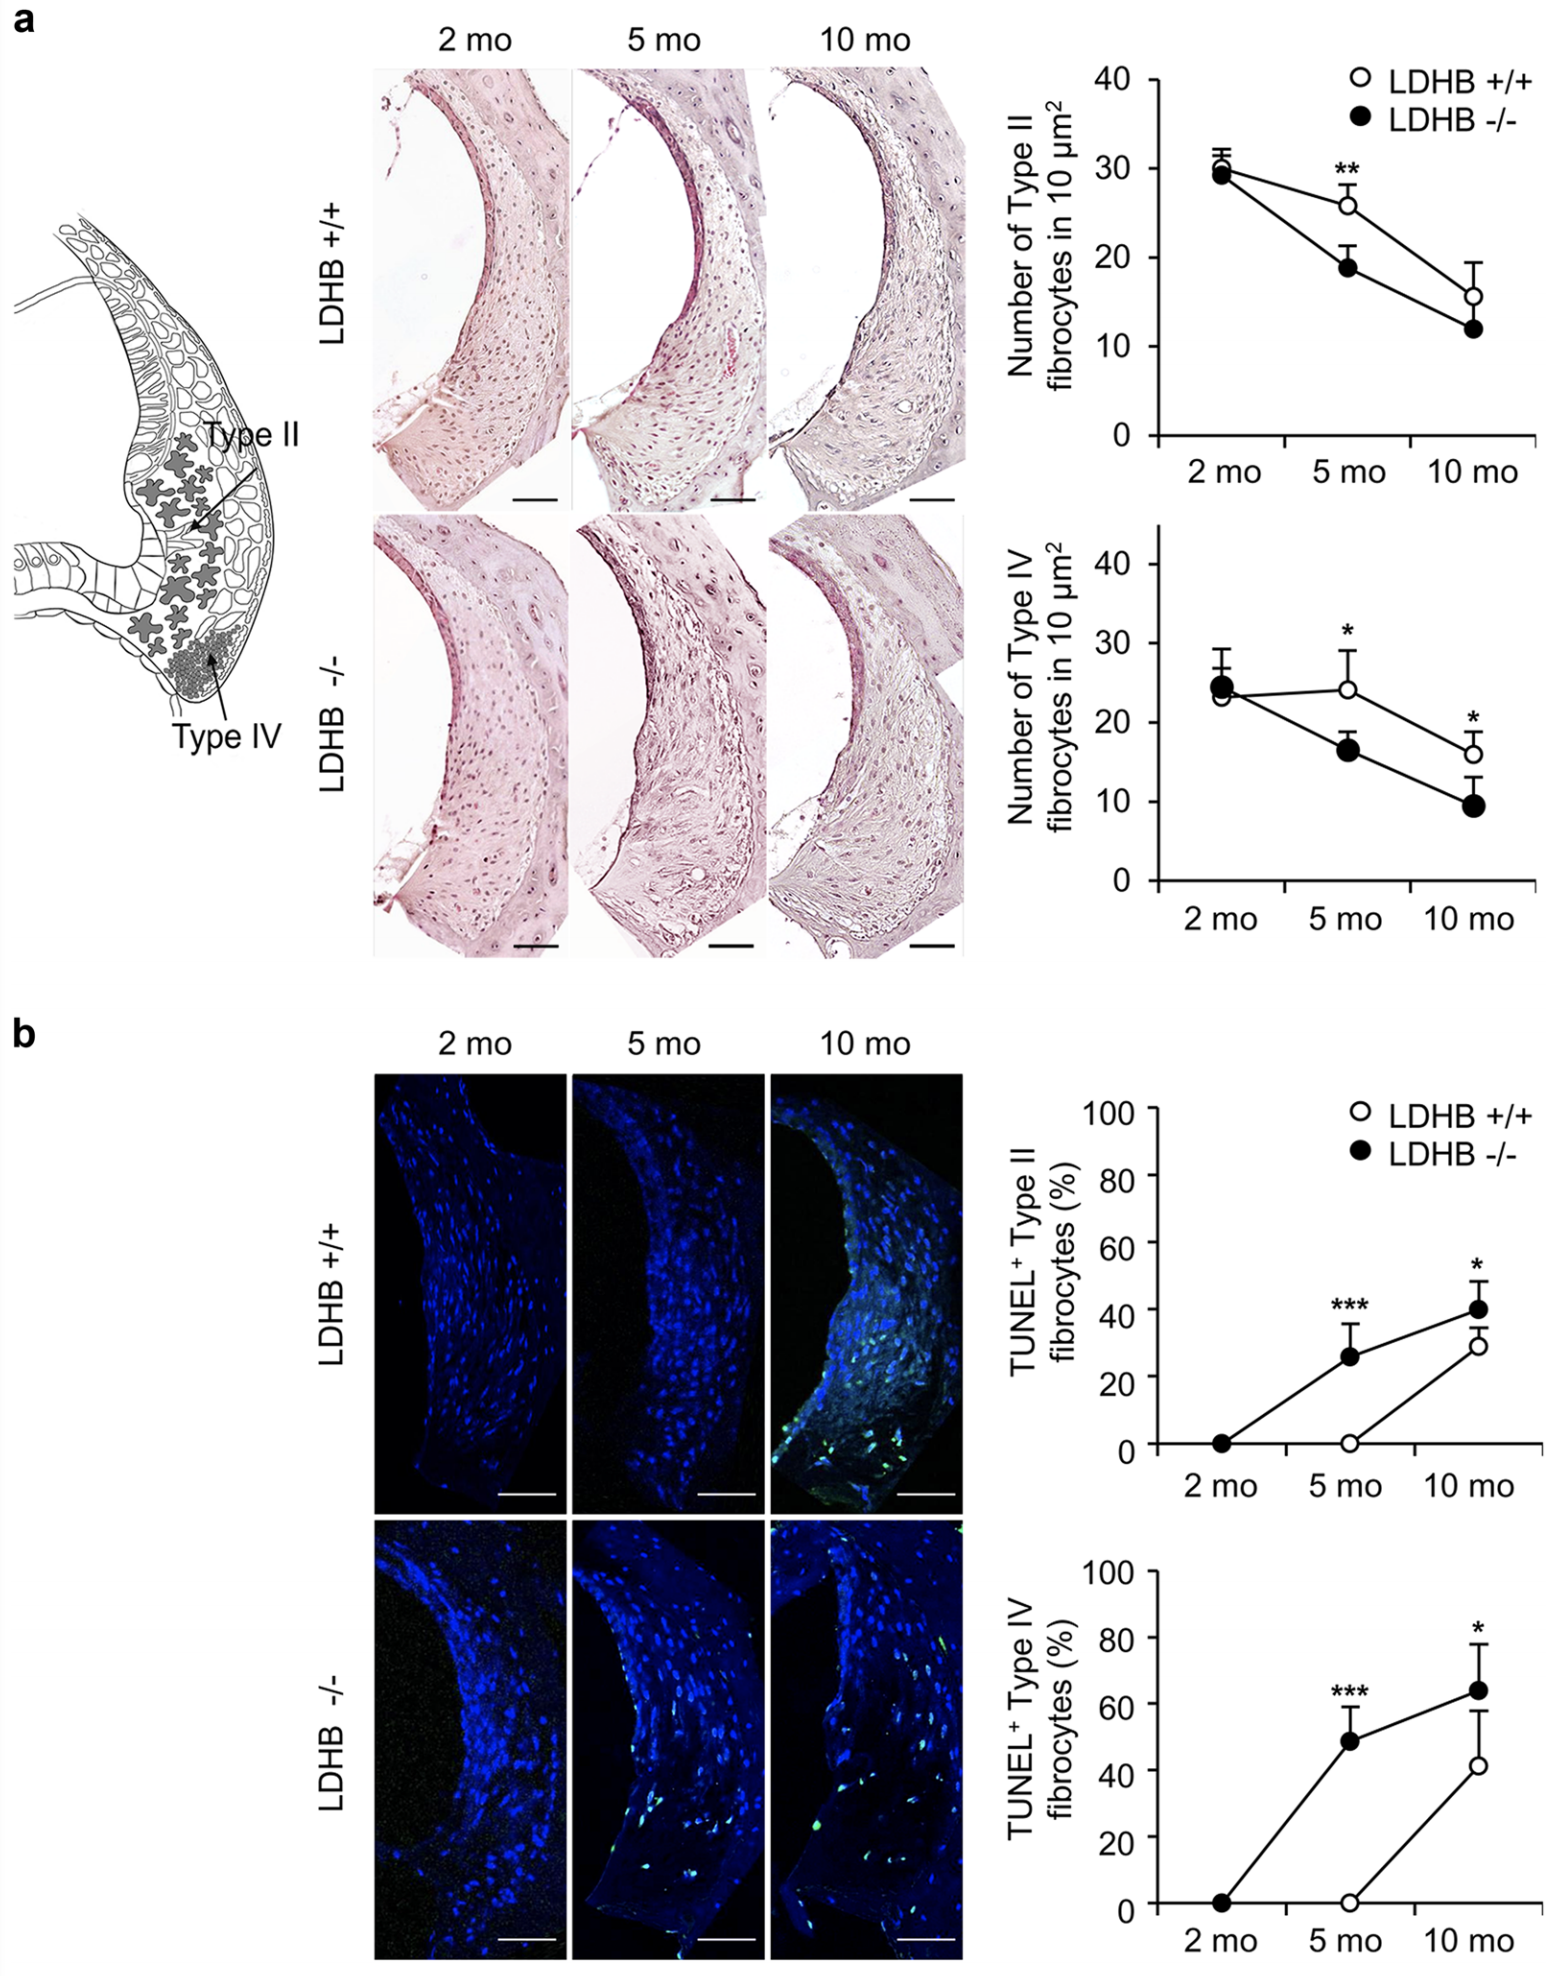 a
2 mo 5 mo 10 mo
LDHB +/+
LDHB -/-
Type II
Type IV
Number of Type II
fibrocytes in 10 µm²
40
30
20
10
0
2 mo 5 mo 10 mo
LDHB +/+
LDHB -/-
**
Number of Type IV
fibrocytes in 10 µm²
40
30
20
10
0
2 mo 5 mo 10 mo
*
*
b
2 mo 5 mo 10 mo
LDHB +/+
LDHB -/-
TUNEL⁺ Type II
fibrocytes (%)
100
80
60
40
20
0
2 mo 5 mo 10 mo
LDHB +/+
LDHB -/-
***
*
TUNEL⁺ Type IV
fibrocytes (%)
100
80
60
40
20
0
2 mo 5 mo 10 mo
***
*